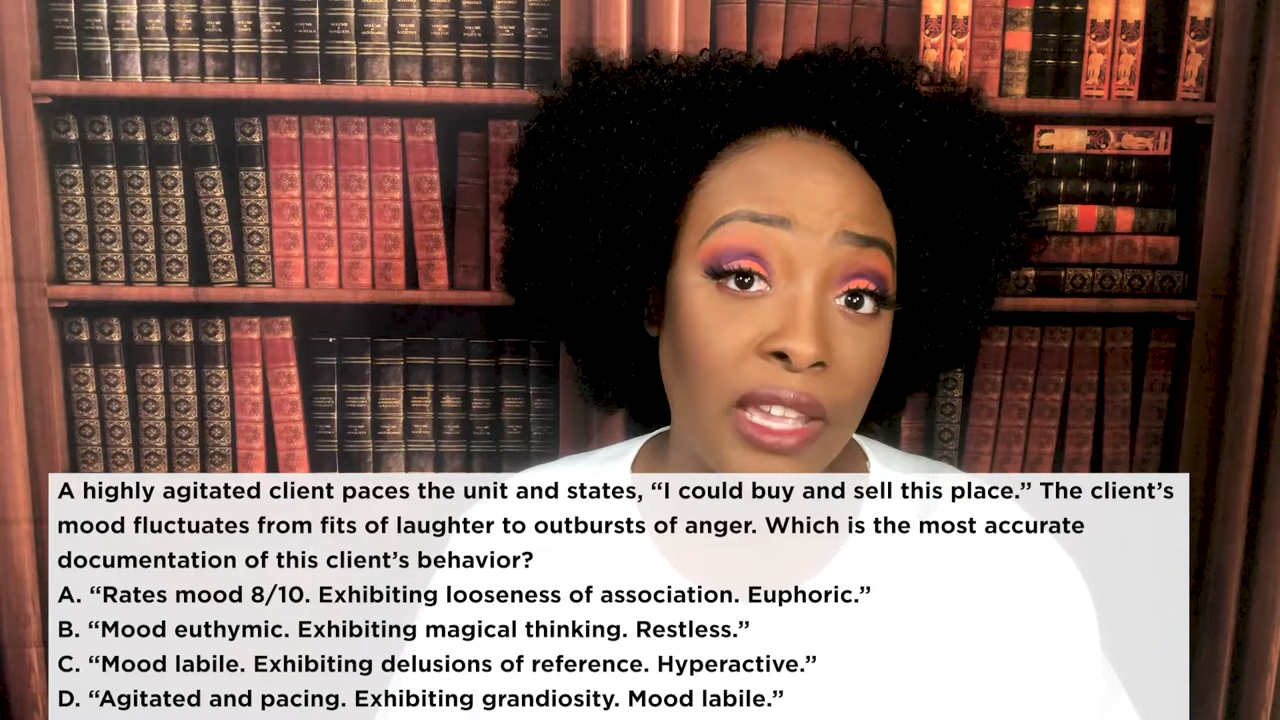 A highly agitated client paces the unit and states, “I could buy and sell this place.” The client’s
mood fluctuates from fits of laughter to outbursts of anger. Which is the most accurate
documentation of this client’s behavior?
A. “Rates mood 8/10. Exhibiting looseness of association. Euphoric.”
B. “Mood euthymic. Exhibiting magical thinking. Restless.”
C. “Mood labile. Exhibiting delusions of reference. Hyperactive.”
D. “Agitated and pacing. Exhibiting grandiosity. Mood labile.”